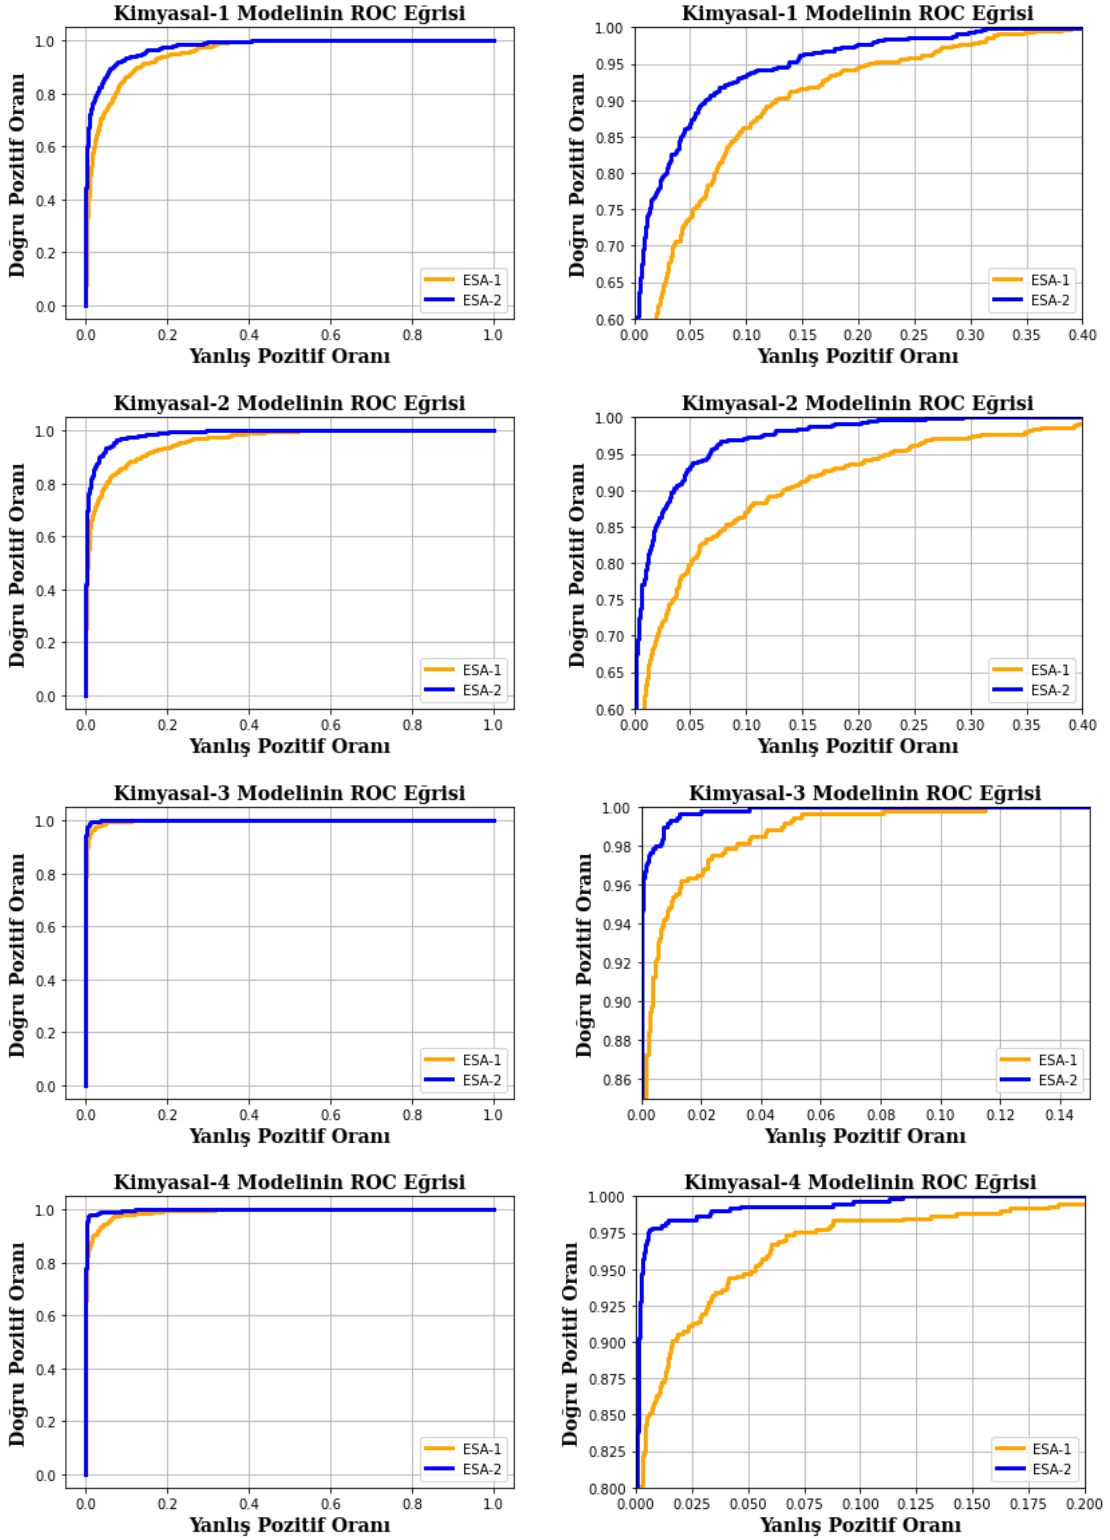 Kimyasal-1 Modelinin ROC Eğrisi
Doğru Pozitif Oranı
1.0
0.8
0.6
0.4
0.2
0.0
0.0 0.2 0.4 0.6 0.8 1.0
Yanlış Pozitif Oranı
ESA-1
ESA-2
Kimyasal-1 Modelinin ROC Eğrisi
Doğru Pozitif Oranı
1.00
0.95
0.90
0.85
0.80
0.75
0.70
0.65
0.60
0.00 0.05 0.10 0.15 0.20 0.25 0.30 0.35 0.40
Yanlış Pozitif Oranı
ESA-1
ESA-2
Kimyasal-2 Modelinin ROC Eğrisi
Doğru Pozitif Oranı
1.0
0.8
0.6
0.4
0.2
0.0
0.0 0.2 0.4 0.6 0.8 1.0
Yanlış Pozitif Oranı
ESA-1
ESA-2
Kimyasal-2 Modelinin ROC Eğrisi
Doğru Pozitif Oranı
1.00
0.95
0.90
0.85
0.80
0.75
0.70
0.65
0.60
0.00 0.05 0.10 0.15 0.20 0.25 0.30 0.35 0.40
Yanlış Pozitif Oranı
ESA-1
ESA-2
Kimyasal-3 Modelinin ROC Eğrisi
Doğru Pozitif Oranı
1.0
0.8
0.6
0.4
0.2
0.0
0.0 0.2 0.4 0.6 0.8 1.0
Yanlış Pozitif Oranı
ESA-1
ESA-2
Kimyasal-3 Modelinin ROC Eğrisi
Doğru Pozitif Oranı
1.00
0.98
0.96
0.94
0.92
0.90
0.88
0.86
0.00 0.02 0.04 0.06 0.08 0.10 0.12 0.14
Yanlış Pozitif Oranı
ESA-1
ESA-2
Kimyasal-4 Modelinin ROC Eğrisi
Doğru Pozitif Oranı
1.0
0.8
0.6
0.4
0.2
0.0
0.0 0.2 0.4 0.6 0.8 1.0
Yanlış Pozitif Oranı
ESA-1
ESA-2
Kimyasal-4 Modelinin ROC Eğrisi
Doğru Pozitif Oranı
1.000
0.975
0.950
0.925
0.900
0.875
0.850
0.825
0.800
0.000 0.025 0.050 0.075 0.100 0.125 0.150 0.175 0.200
Yanlış Pozitif Oranı
ESA-1
ESA-2